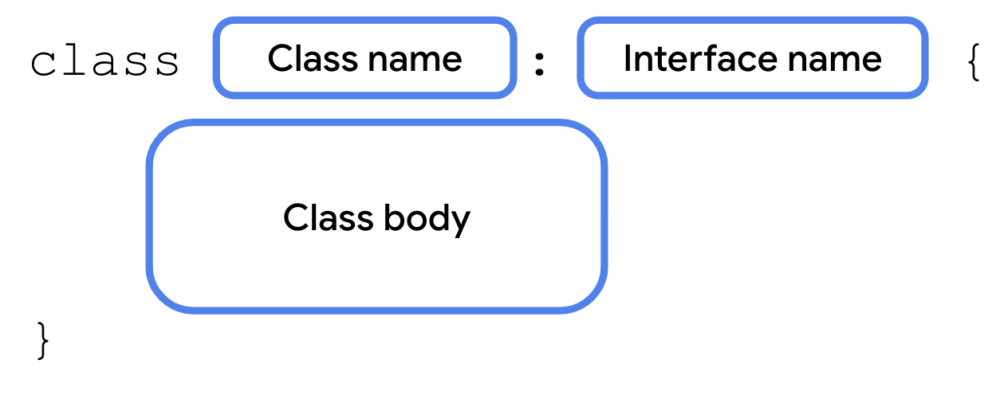 class Class name : Interface name {
Class body
}